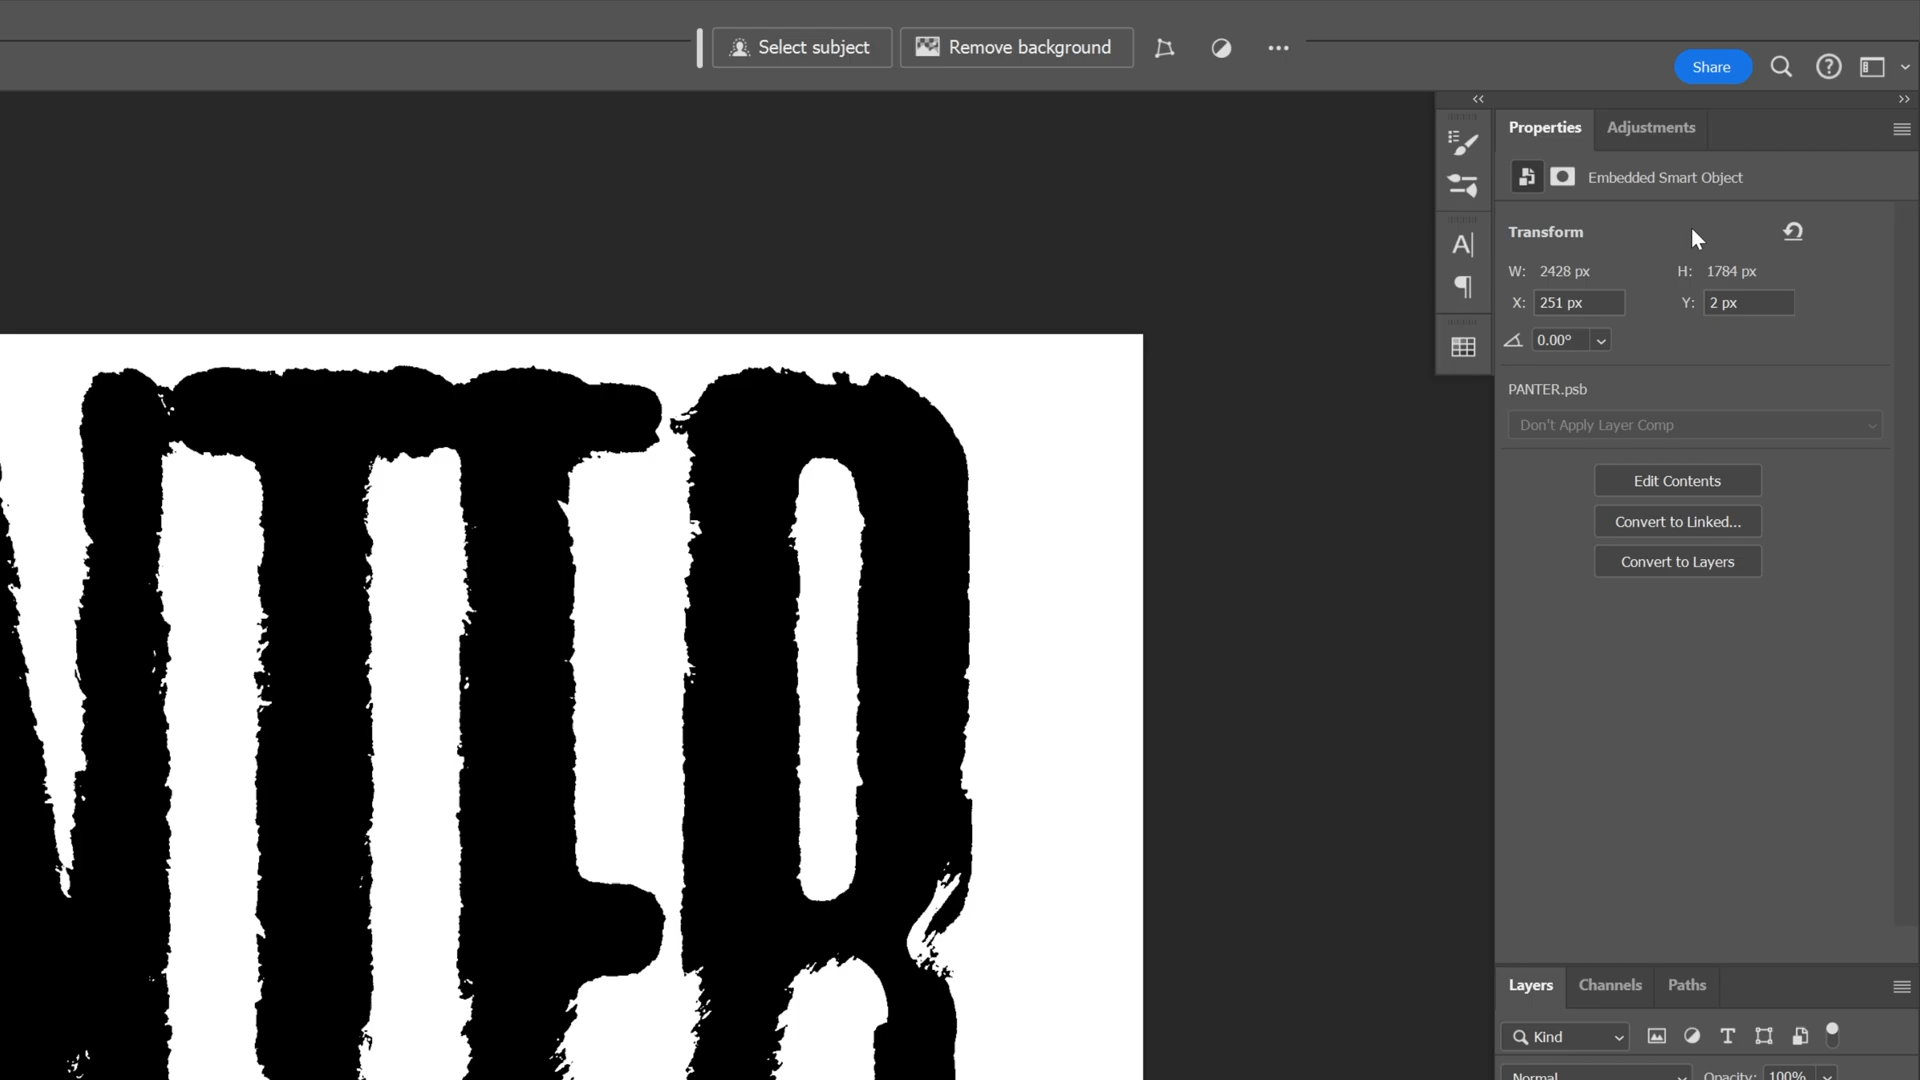 Select subject
Remove background
Share
Properties
Adjustments
Embedded Smart Object
Transform
W: 2428 px
H: 1784 px
X: 251 px
Y: 2 px
0.00°
PANTER.psb
Don't Apply Layer Comp
Edit Contents
Convert to Linked...
Convert to Layers
NTER
Layers
Channels
Paths
Kind
Normal
Opacity: 100%